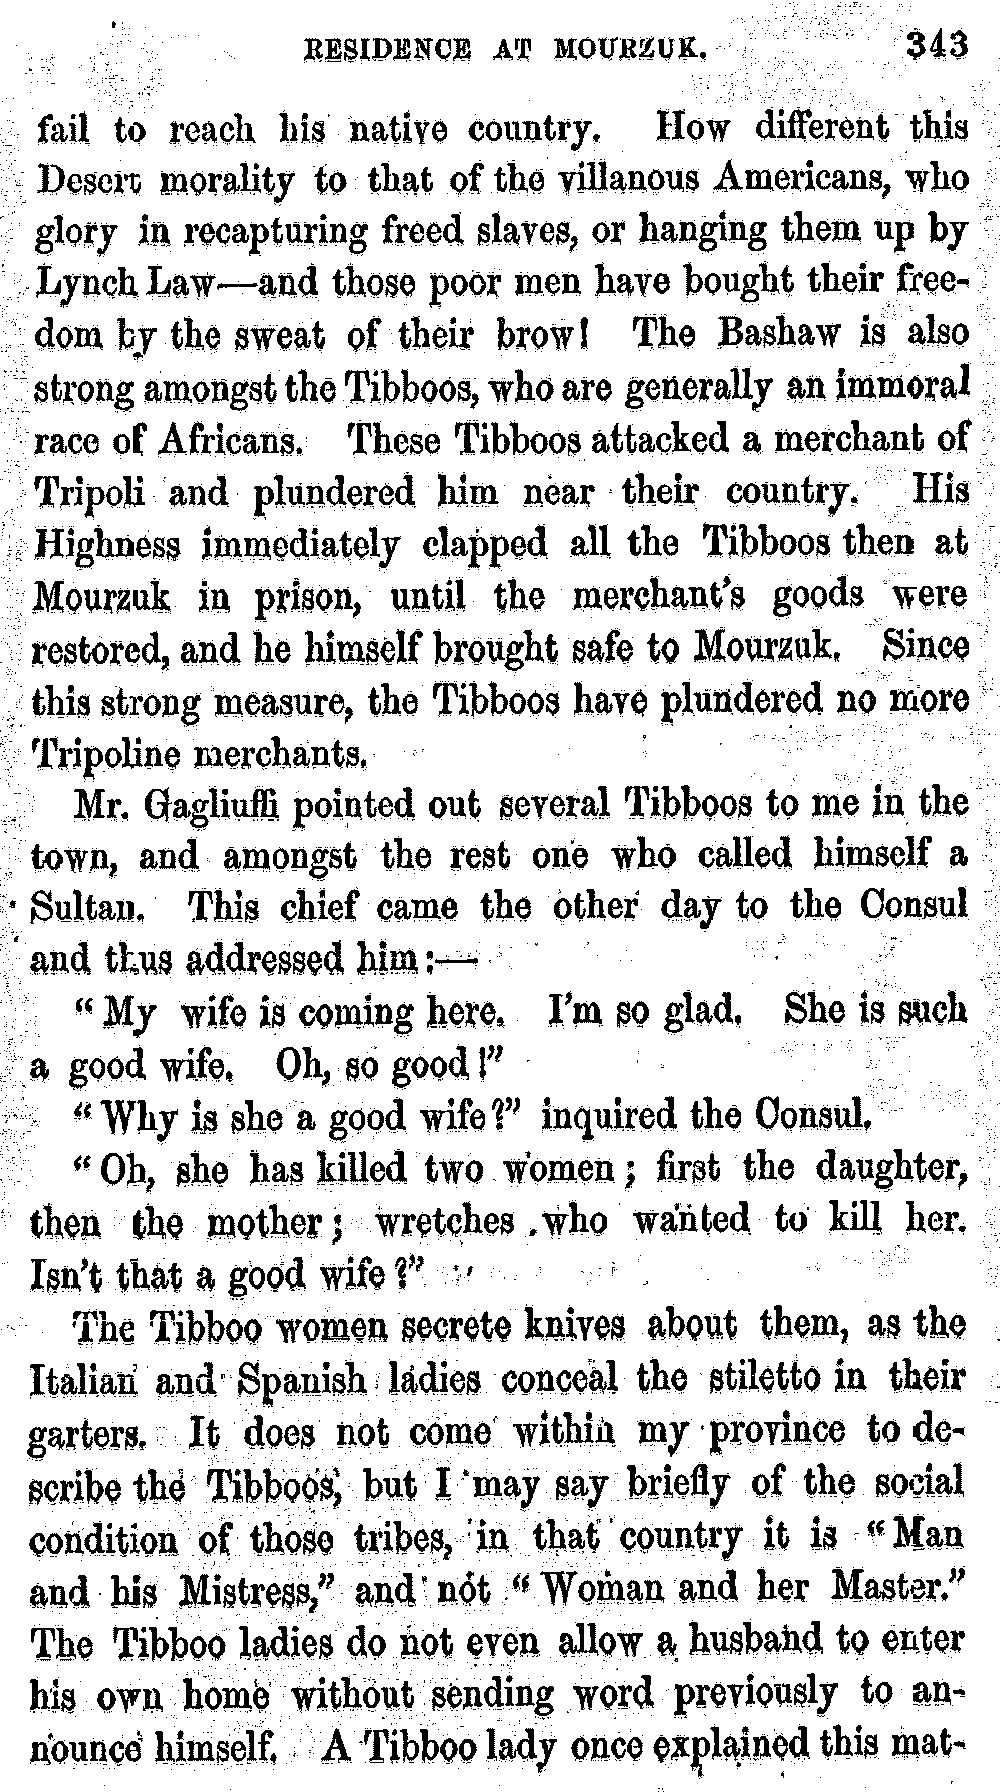 RESIDENCE AT MOURZUK. 343
fail to reach his native country. How different this
Desert morality to that of the villanous Americans, who
glory in recapturing freed slaves, or hanging them up by
Lynch Law—and those poor men have bought their free-
dom by the sweat of their brow! The Bashaw is also
strong amongst the Tibboos, who are generally an immoral
race of Africans. These Tibboos attacked a merchant of
Tripoli and plundered him near their country. His
Highness immediately clapped all the Tibboos then at
Mourzuk in prison, until the merchant's goods were
restored, and he himself brought safe to Mourzuk. Since
this strong measure, the Tibboos have plundered no more
Tripoline merchants.
Mr. Gagliuffi pointed out several Tibboos to me in the
town, and amongst the rest one who called himself a
Sultan. This chief came the other day to the Consul
and thus addressed him:—
"My wife is coming here. I'm so glad. She is such
a good wife. Oh, so good!"
"Why is she a good wife?" inquired the Consul.
"Oh, she has killed two women; first the daughter,
then the mother; wretches who wanted to kill her.
Isn't that a good wife?"
The Tibboo women secrete knives about them, as the
Italian and Spanish ladies conceal the stiletto in their
garters. It does not come within my province to de-
scribe the Tibboos, but I may say briefly of the social
condition of those tribes, in that country it is "Man
and his Mistress," and not "Woman and her Master."
The Tibboo ladies do not even allow a husband to enter
his own home without sending word previously to an-
nounce himself. A Tibboo lady once explained this mat-